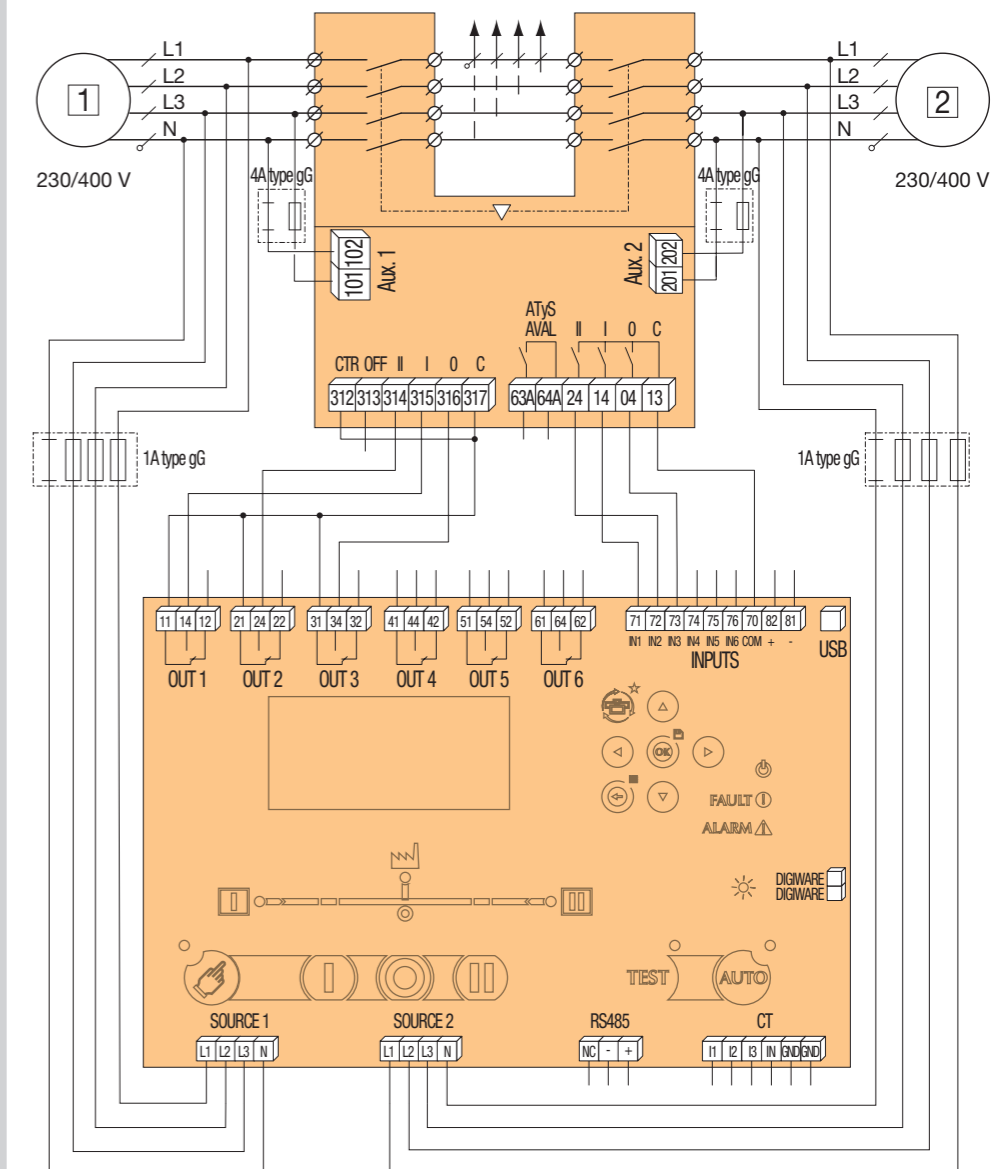 L1 L1
L2 L2
1 L3 L3 2
N N
230/400 V 4A type gG 4A type gG 230/400 V
101 102 Aux. 1 Aux. 2 201 202
ATyS
AVAL II I 0 C
CTR OFF II I 0 C
312 313 314 315 316 317 63A 64A 24 14 04 13
1A type gG 1A type gG
11 14 12 21 24 22 31 34 32 41 44 42 51 54 52 61 64 62 71 72 73 74 75 76 70 82 81
IN1 IN2 IN3 IN4 IN5 IN6 COM + -
OUT 1 OUT 2 OUT 3 OUT 4 OUT 5 OUT 6 INPUTS USB
OK
FAULT
ALARM
DIGIWARE
DIGIWARE
I II
I
I II TEST AUTO
SOURCE 1 SOURCE 2 RS485 CT
L1 L2 L3 N L1 L2 L3 N NC - + I1 I2 I3 IN GND GND